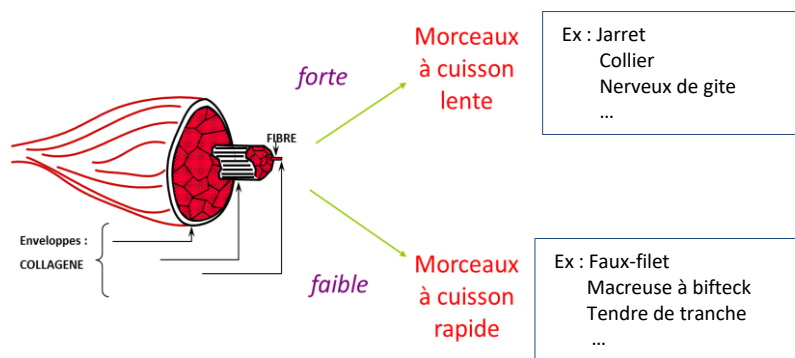 forte
Morceaux
à cuisson
lente
Ex : Jarret
Collier
Nerveux de gite
...
FIBRE
Enveloppes :
COLLAGENE
faible
Morceaux
à cuisson
rapide
Ex : Faux-filet
Macreuse à bifteck
Tendre de tranche
...